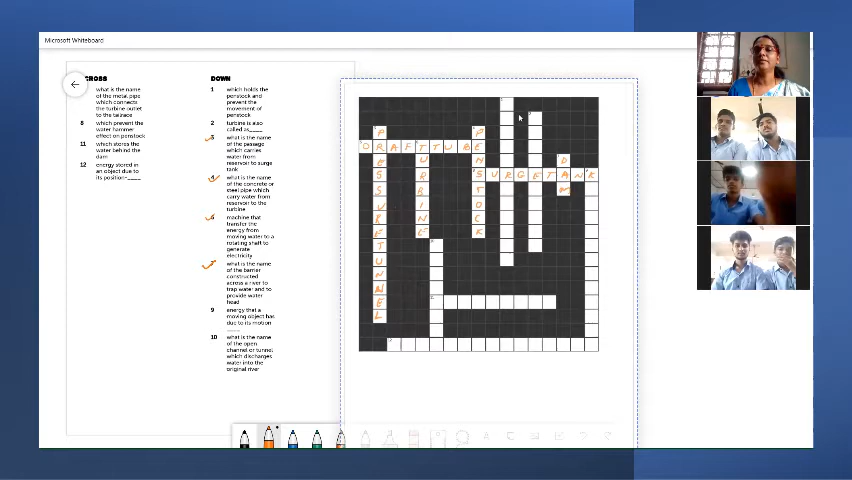 Microsoft Whiteboard
CROSS
what is the name
of the metal pipe
which connects
the turbine outlet
to the tailrace
8 which prevent the
water hammer
effect on penstock
11 which stores the
water behind the
dam
12 energy stored in
an object due to
its position-____
DOWN
1 which holds the
penstock and
prevent the
movement of
penstock
2 turbine is also
called as____
3 what is the name
of the passage
which carries
water from
reservoir to surge
tank
4 what is the name
of the concrete or
steel pipe which
carry water from
reservoir to the
turbine
machine that
transfer the
energy from
moving water to a
rotating shaft to
generate
electricity
7 what is the name
of the barrier
constructed
across a river to
trap water and to
provide water
head
9 energy that a
moving object has
due to its motion
____
10 what is the name
of the open
channel or tunnel
which discharges
water into the
original river
DRAFTTUBE
SURGETANK
PRESSURETUNNEL
TURBINE
PENSTOCK
DAM